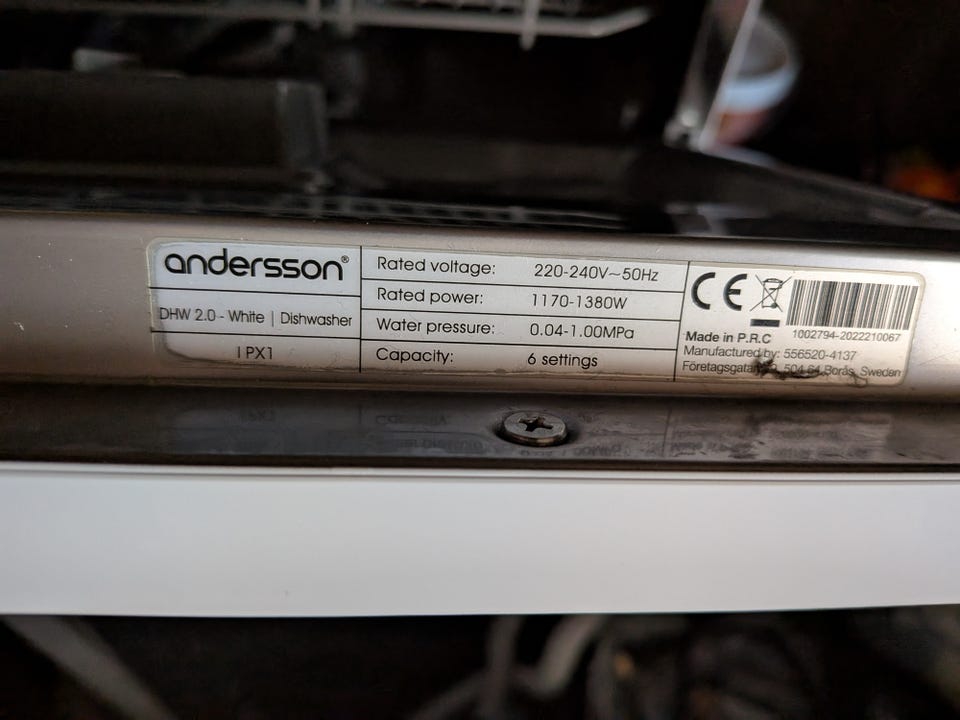 andersson®
DHW 2.0 - White | Dishwasher
IPX1
Rated voltage: 220-240V~50Hz
Rated power: 1170-1380W
Water pressure: 0.04-1.00MPa
Capacity: 6 settings
CE
1002794-2022210067
Made in P.R.C
Manufactured by: 556520-4137
504 64 Borås, Sweden